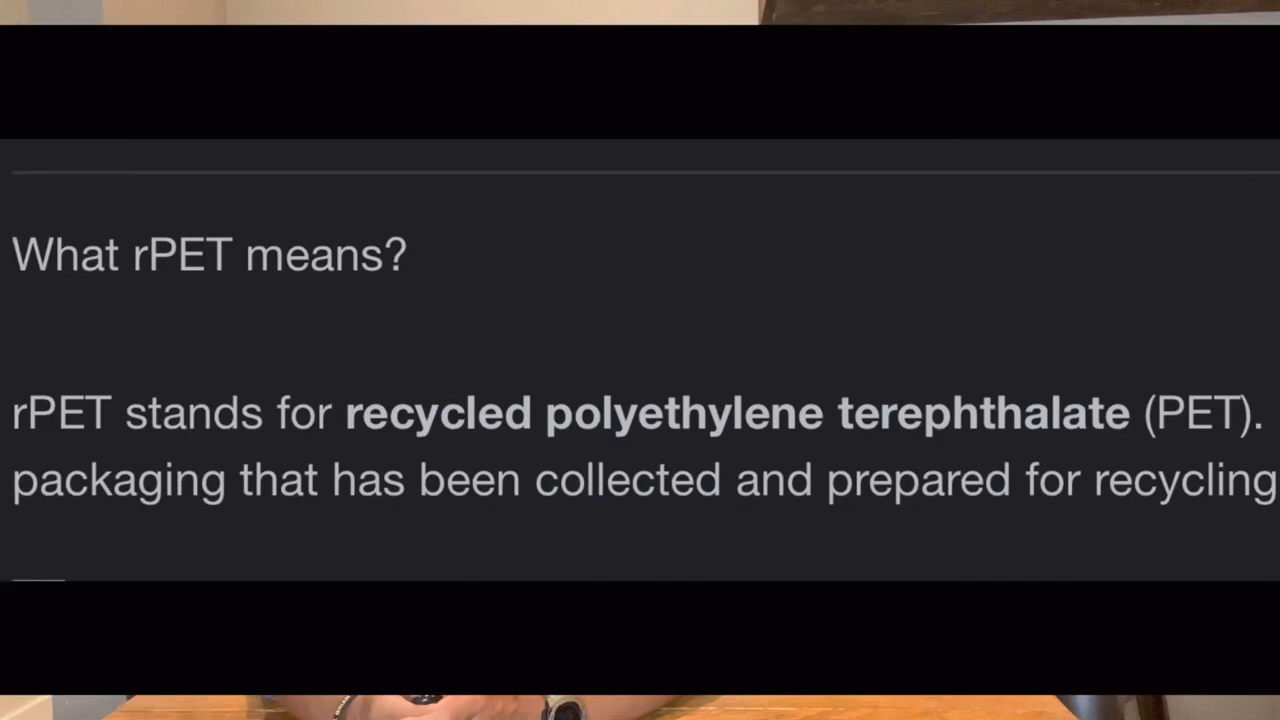 What rPET means?
rPET stands for recycled polyethylene terephthalate (PET).
packaging that has been collected and prepared for recycling